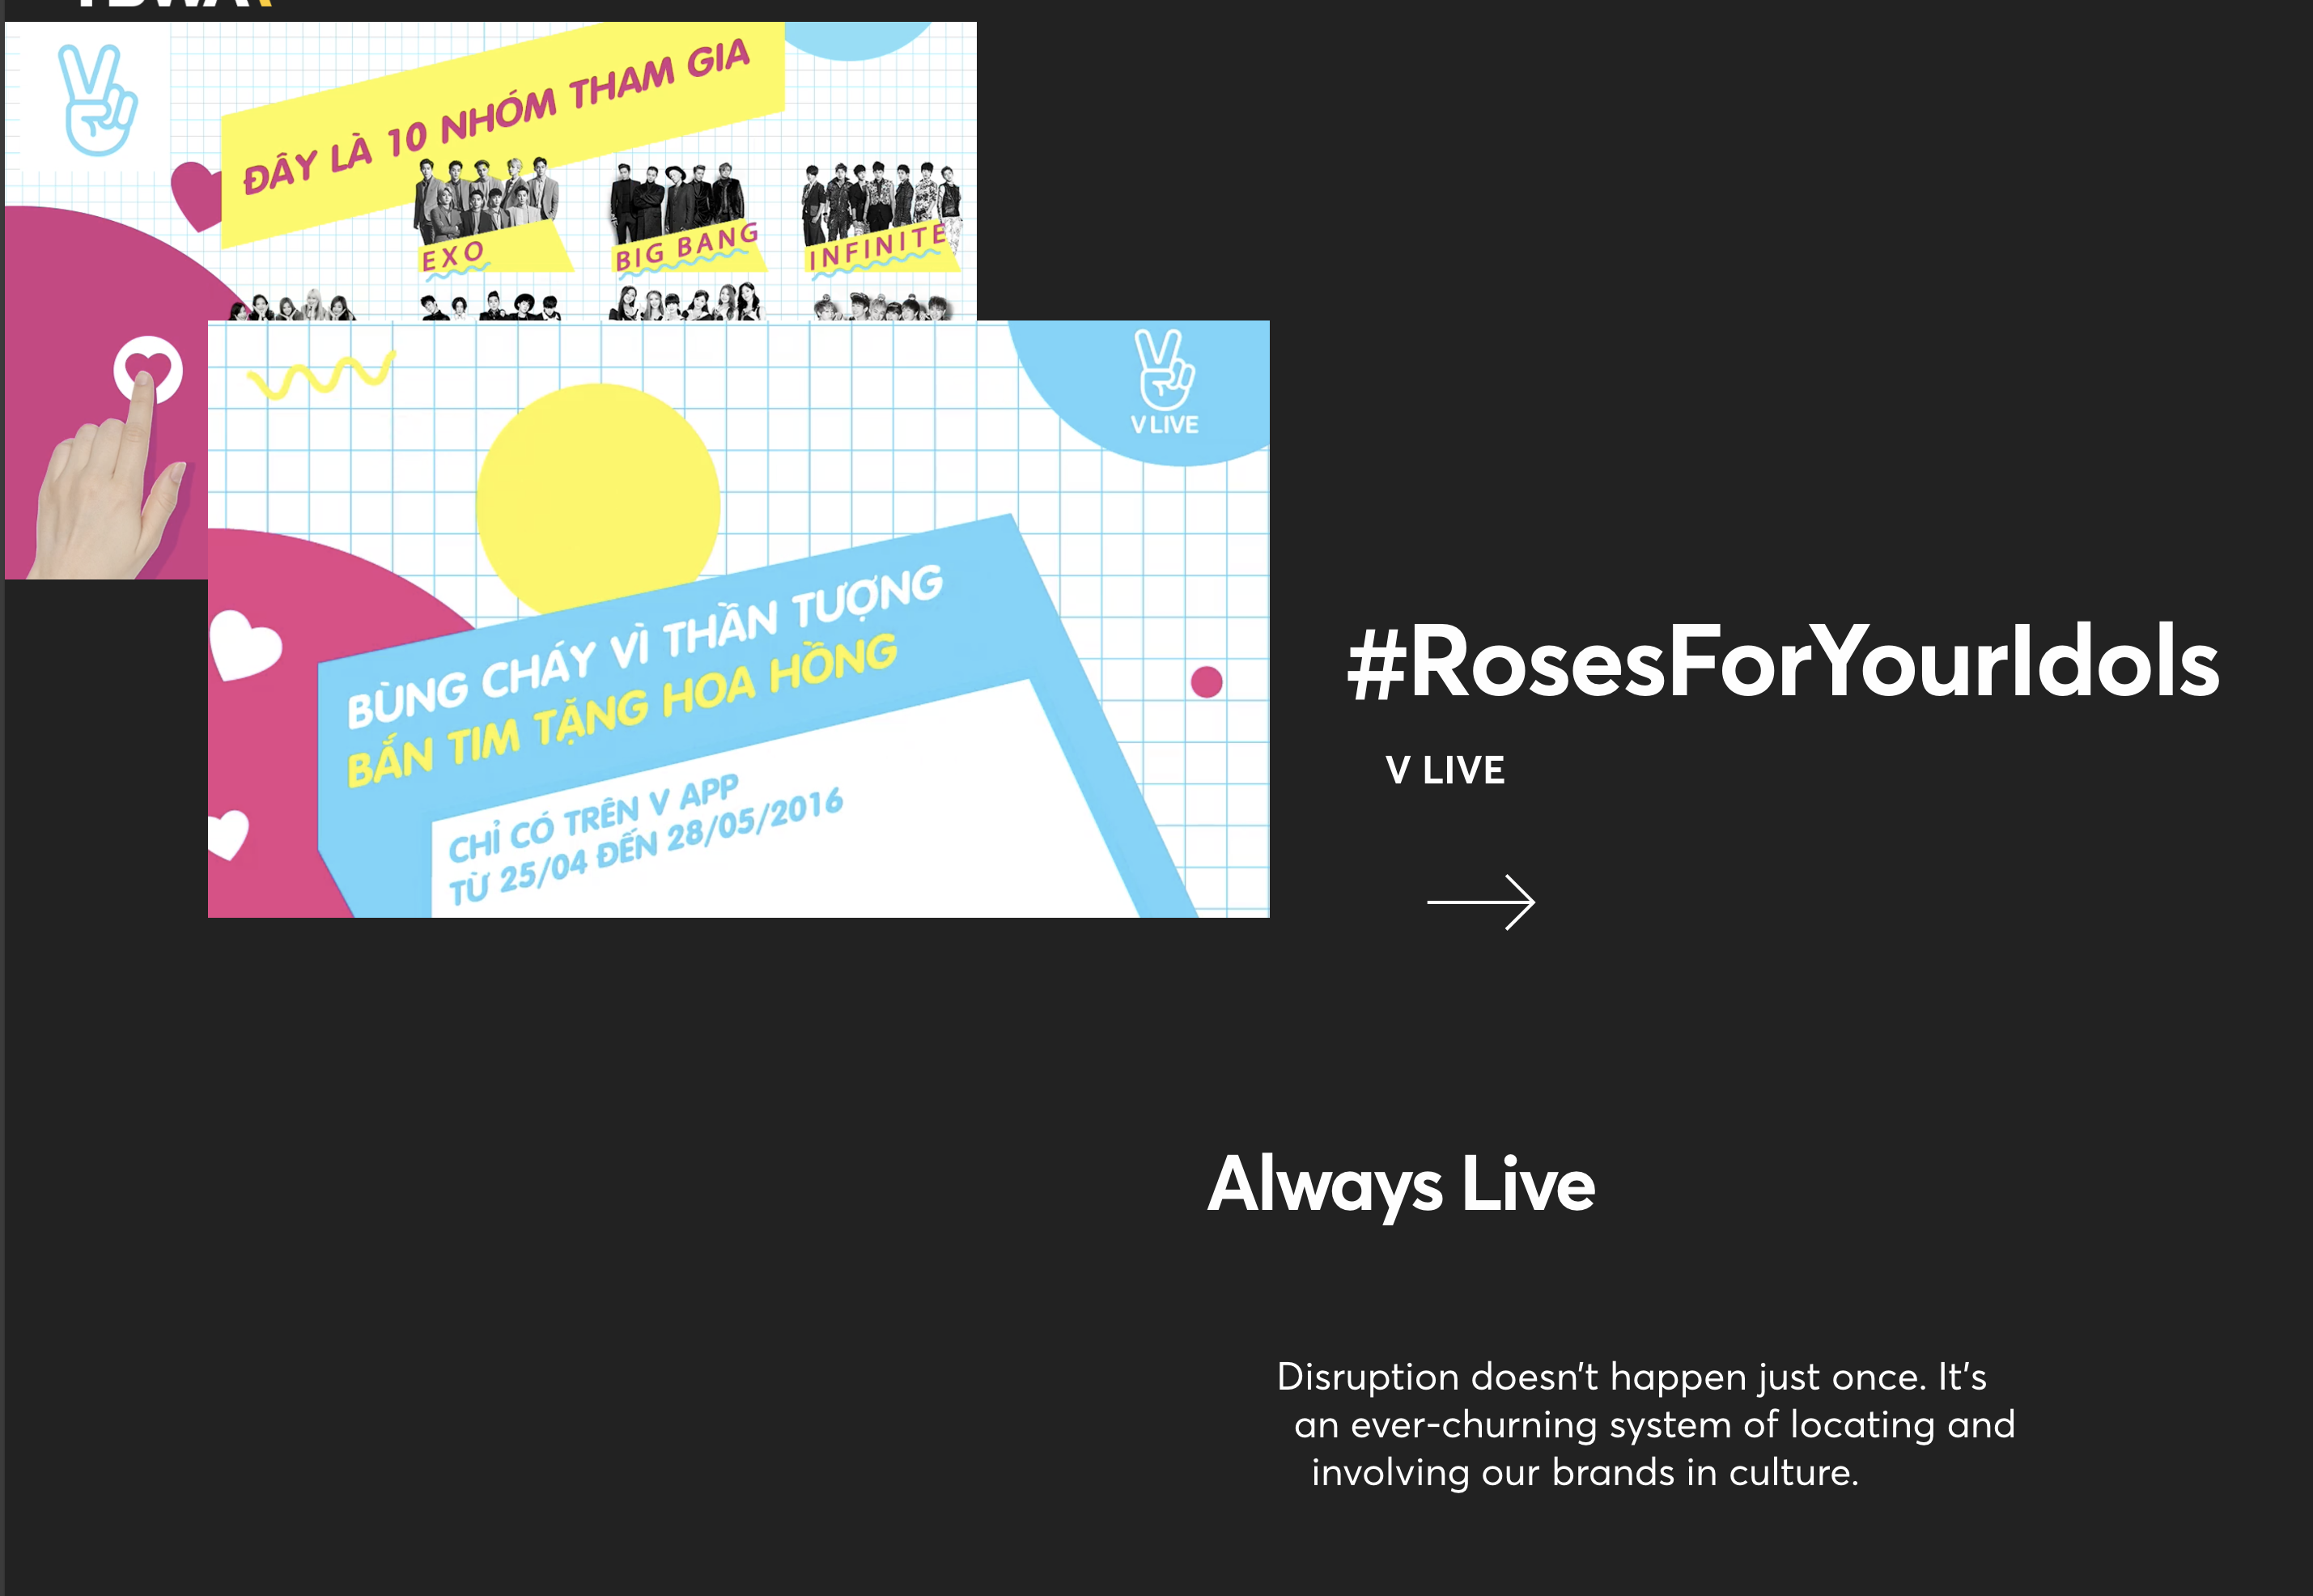 TBWA\
ĐÂY LÀ 10 NHÓM THAM GIA
EXO
BIG BANG
INFINITE
V LIVE
BÙNG CHÁY VÌ THẦN TƯỢNG
BẮN TIM TẶNG HOA HỒNG
CHỈ CÓ TRÊN V APP
TỪ 25/04 ĐẾN 28/05/2016
#RosesForYourIdols
V LIVE
Always Live
Disruption doesn't happen just once. It's
an ever-churning system of locating and
involving our brands in culture.